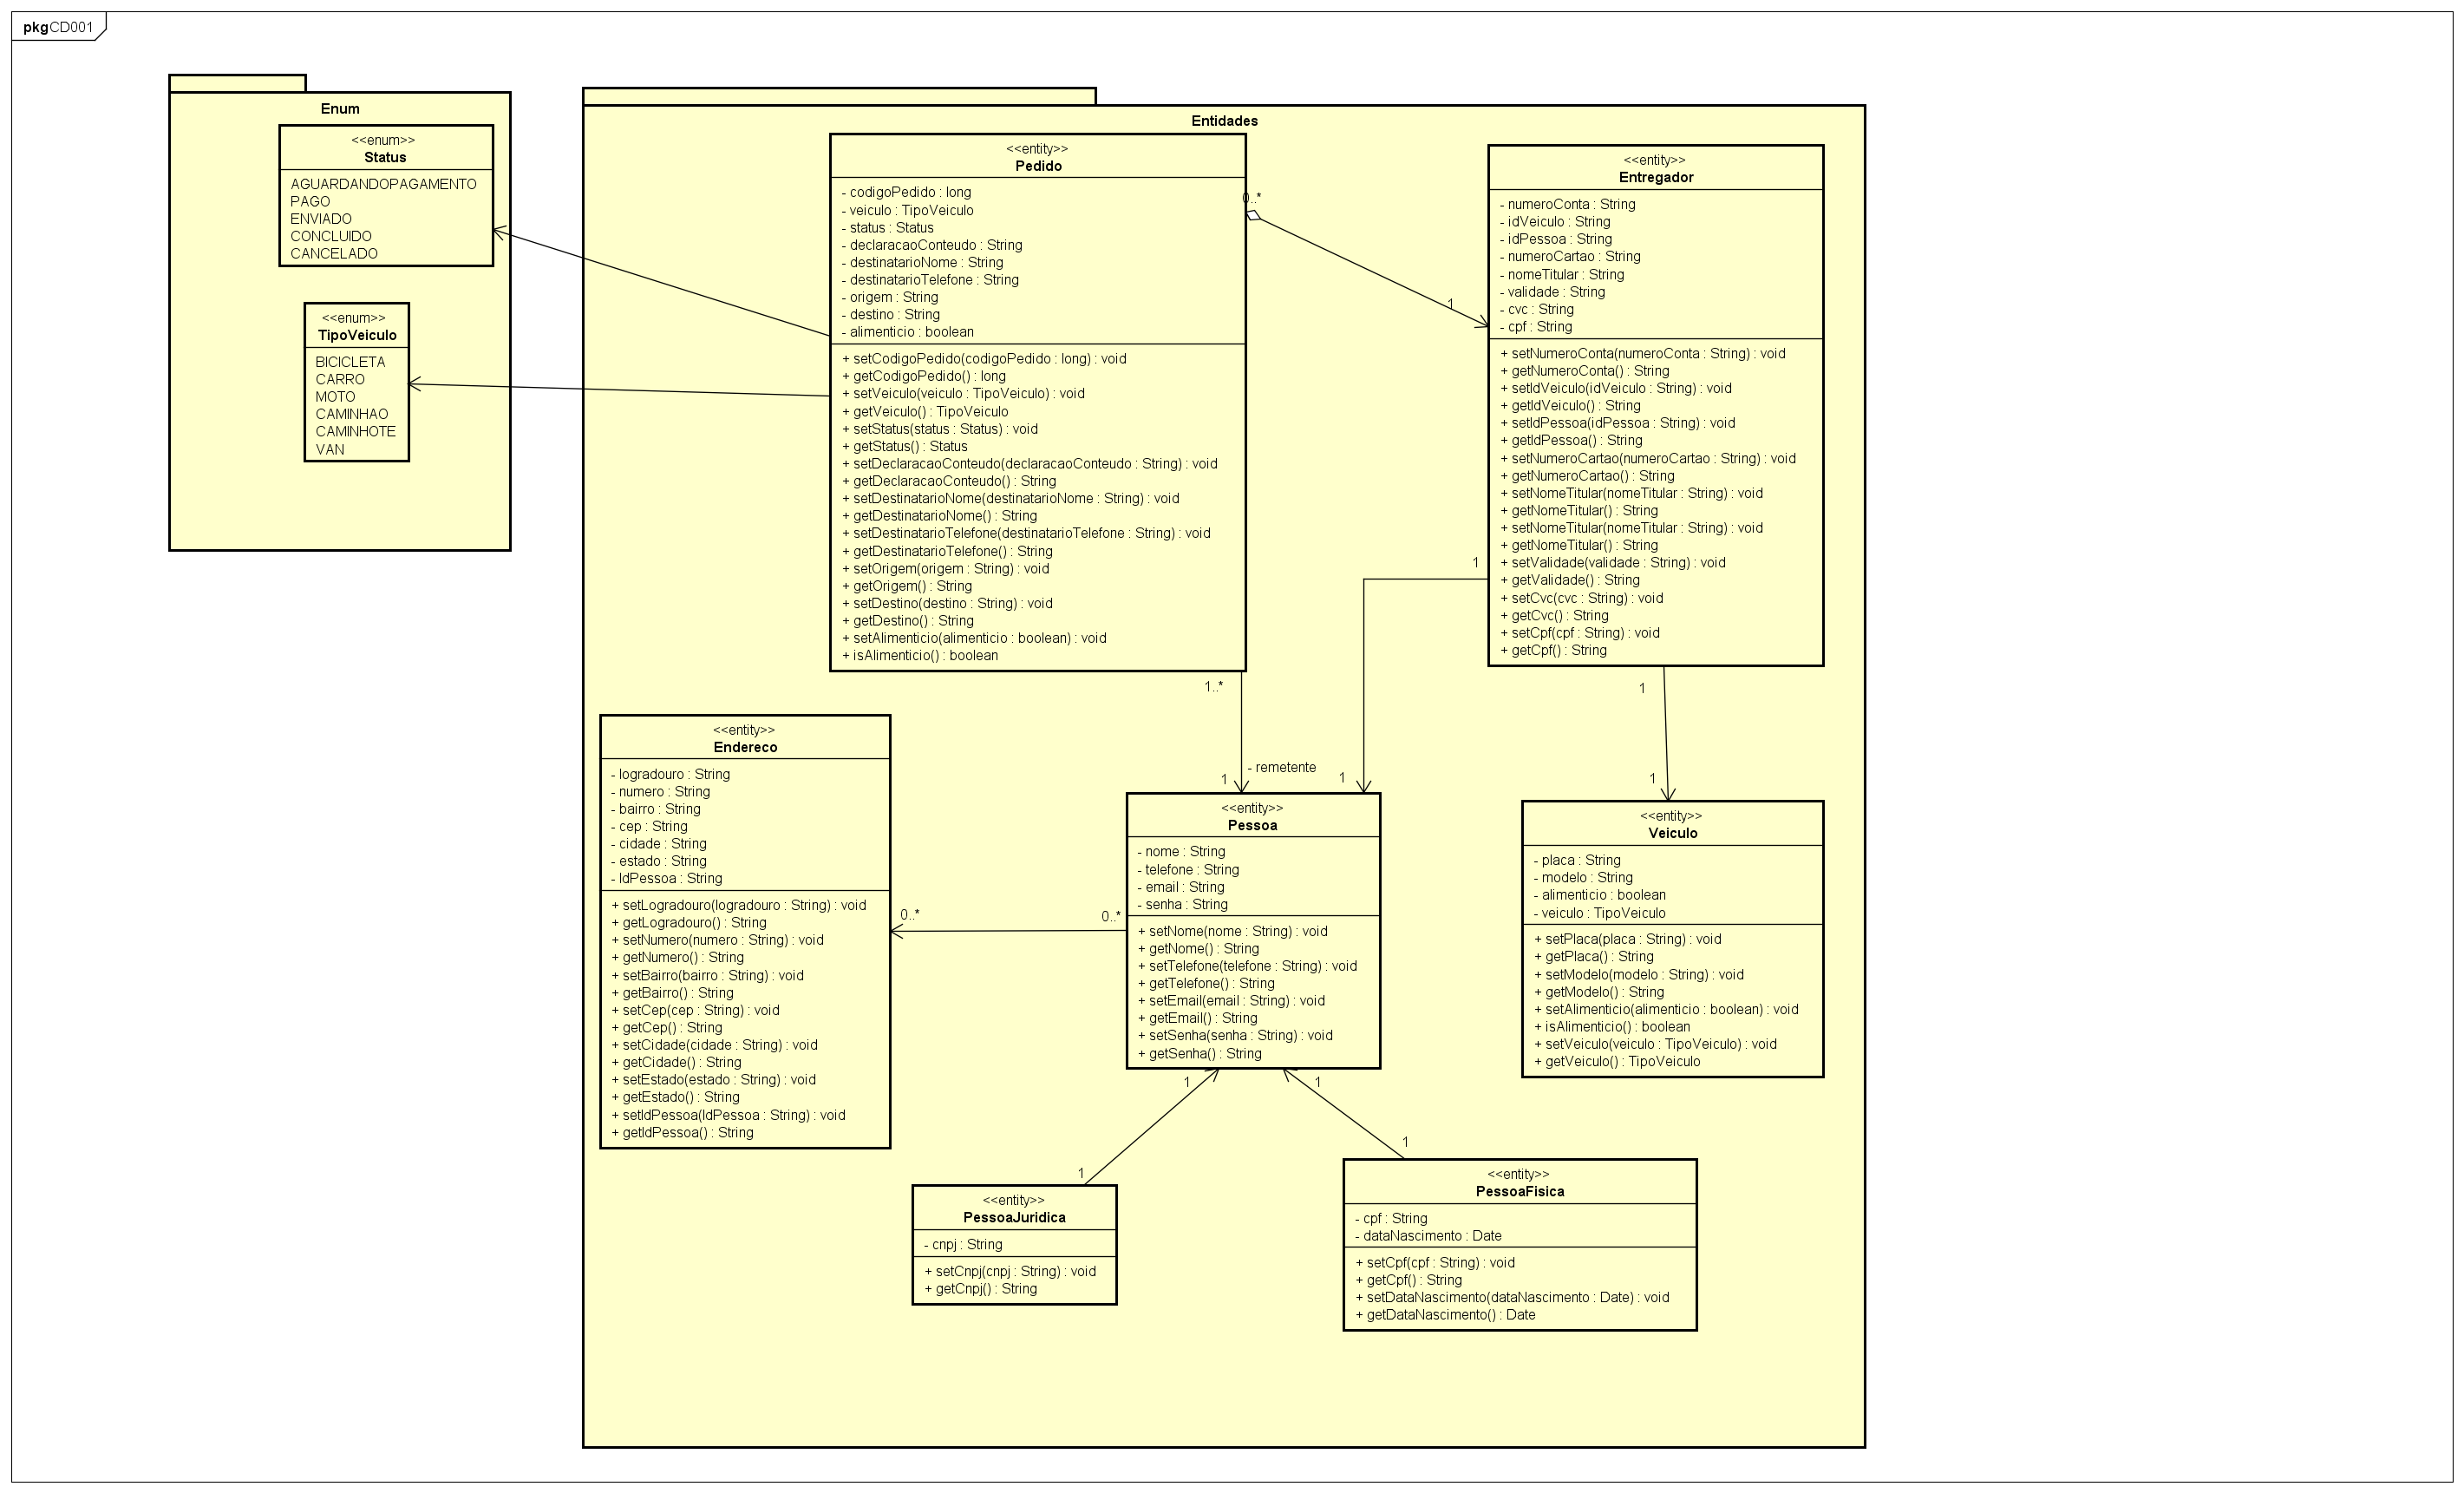 pkgCD001
Enum
<<enum>>
Status
AGUARDANDOPAGAMENTO
PAGO
ENVIADO
CONCLUIDO
CANCELADO
<<enum>>
TipoVeiculo
BICICLETA
CARRO
MOTO
CAMINHAO
CAMINHOTE
VAN
Entidades
<<entity>>
Pedido
- codigoPedido : long
- veiculo : TipoVeiculo
- status : Status
- declaracaoConteudo : String
- destinatarioNome : String
- destinatarioTelefone : String
- origem : String
- destino : String
- alimenticio : boolean
+ setCodigoPedido(codigoPedido : long) : void
+ getCodigoPedido() : long
+ setVeiculo(veiculo : TipoVeiculo) : void
+ getVeiculo() : TipoVeiculo
+ setStatus(status : Status) : void
+ getStatus() : Status
+ setDeclaracaoConteudo(declaracaoConteudo : String) : void
+ getDeclaracaoConteudo() : String
+ setDestinatarioNome(destinatarioNome : String) : void
+ getDestinatarioNome() : String
+ setDestinatarioTelefone(destinatarioTelefone : String) : void
+ getDestinatarioTelefone() : String
+ setOrigem(origem : String) : void
+ getOrigem() : String
+ setDestino(destino : String) : void
+ getDestino() : String
+ setAlimenticio(alimenticio : boolean) : void
+ isAlimenticio() : boolean
0..*
1
<<entity>>
Entregador
- numeroConta : String
- idVeiculo : String
- idPessoa : String
- numeroCartao : String
- nomeTitular : String
- validade : String
- cvc : String
- cpf : String
+ setNumeroConta(numeroConta : String) : void
+ getNumeroConta() : String
+ setIdVeiculo(idVeiculo : String) : void
+ getIdVeiculo() : String
+ setIdPessoa(idPessoa : String) : void
+ getIdPessoa() : String
+ setNumeroCartao(numeroCartao : String) : void
+ getNumeroCartao() : String
+ setNomeTitular(nomeTitular : String) : void
+ getNomeTitular() : String
+ setNomeTitular(nomeTitular : String) : void
+ getNomeTitular() : String
+ setValidade(validade : String) : void
+ getValidade() : String
+ setCvc(cvc : String) : void
+ getCvc() : String
+ setCpf(cpf : String) : void
+ getCpf() : String
1
1..*
1
- remetente
1
1
1
<<entity>>
Endereco
- logradouro : String
- numero : String
- bairro : String
- cep : String
- cidade : String
- estado : String
- IdPessoa : String
+ setLogradouro(logradouro : String) : void
+ getLogradouro() : String
+ setNumero(numero : String) : void
+ getNumero() : String
+ setBairro(bairro : String) : void
+ getBairro() : String
+ setCep(cep : String) : void
+ getCep() : String
+ setCidade(cidade : String) : void
+ getCidade() : String
+ setEstado(estado : String) : void
+ getEstado() : String
+ setIdPessoa(IdPessoa : String) : void
+ getIdPessoa() : String
0..*
0..*
<<entity>>
Pessoa
- nome : String
- telefone : String
- email : String
- senha : String
+ setNome(nome : String) : void
+ getNome() : String
+ setTelefone(telefone : String) : void
+ getTelefone() : String
+ setEmail(email : String) : void
+ getEmail() : String
+ setSenha(senha : String) : void
+ getSenha() : String
<<entity>>
Veiculo
- placa : String
- modelo : String
- alimenticio : boolean
- veiculo : TipoVeiculo
+ setPlaca(placa : String) : void
+ getPlaca() : String
+ setModelo(modelo : String) : void
+ getModelo() : String
+ setAlimenticio(alimenticio : boolean) : void
+ isAlimenticio() : boolean
+ setVeiculo(veiculo : TipoVeiculo) : void
+ getVeiculo() : TipoVeiculo
1
1
1
1
<<entity>>
PessoaJuridica
- cnpj : String
+ setCnpj(cnpj : String) : void
+ getCnpj() : String
<<entity>>
PessoaFisica
- cpf : String
- dataNascimento : Date
+ setCpf(cpf : String) : void
+ getCpf() : String
+ setDataNascimento(dataNascimento : Date) : void
+ getDataNascimento() : Date